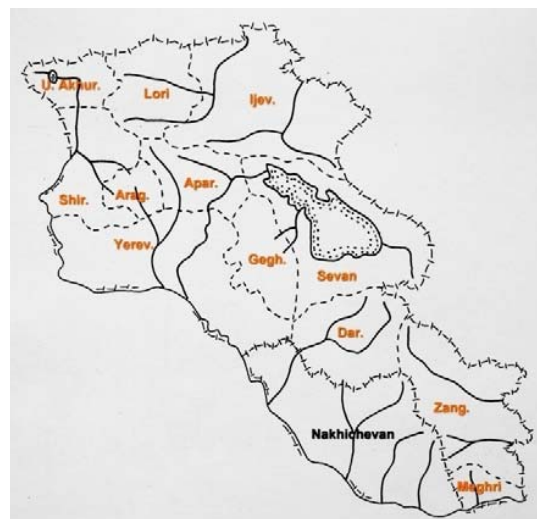 U. Akhur.
Lori
Ijev.
Shir.
Arag.
Apar.
Yerev.
Gegh.
Sevan
Dar.
Nakhichevan
Zang.
Meghri